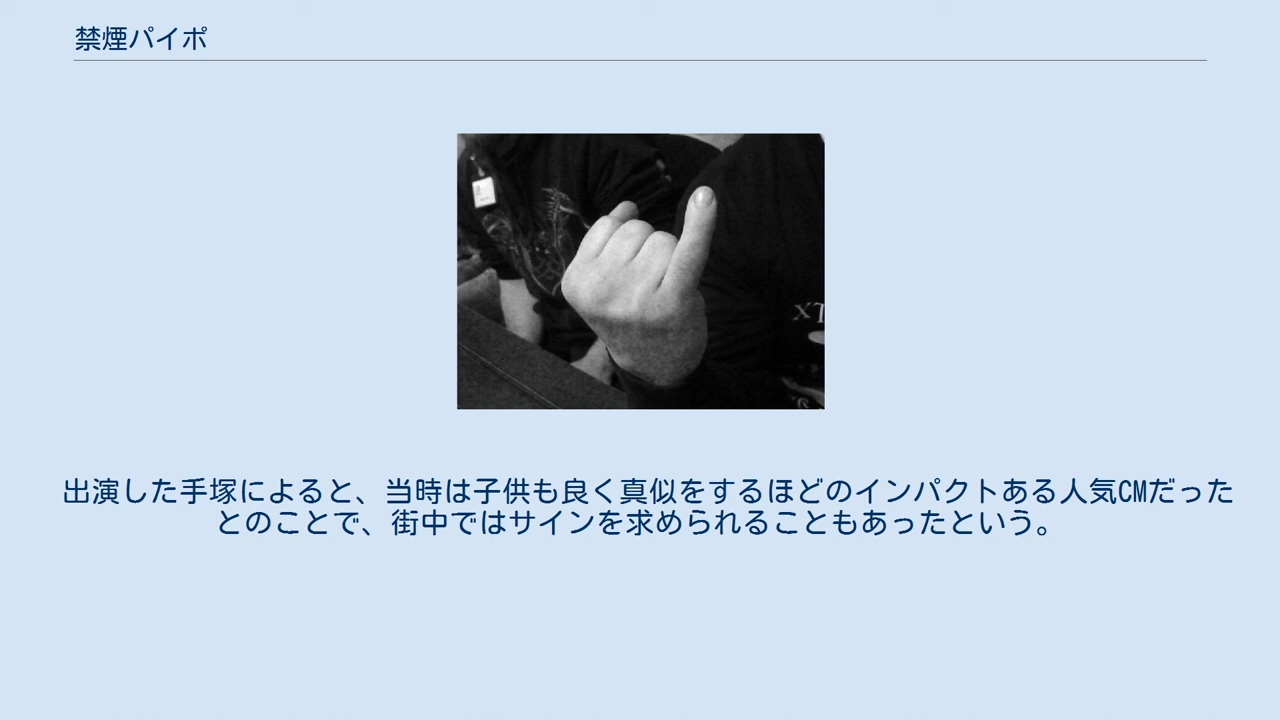 禁煙パイポ
XT
出演した手塚によると、当時は子供も良く真似をするほどのインパクトある人気CMだった
とのことで、街中ではサインを求められることもあったという。